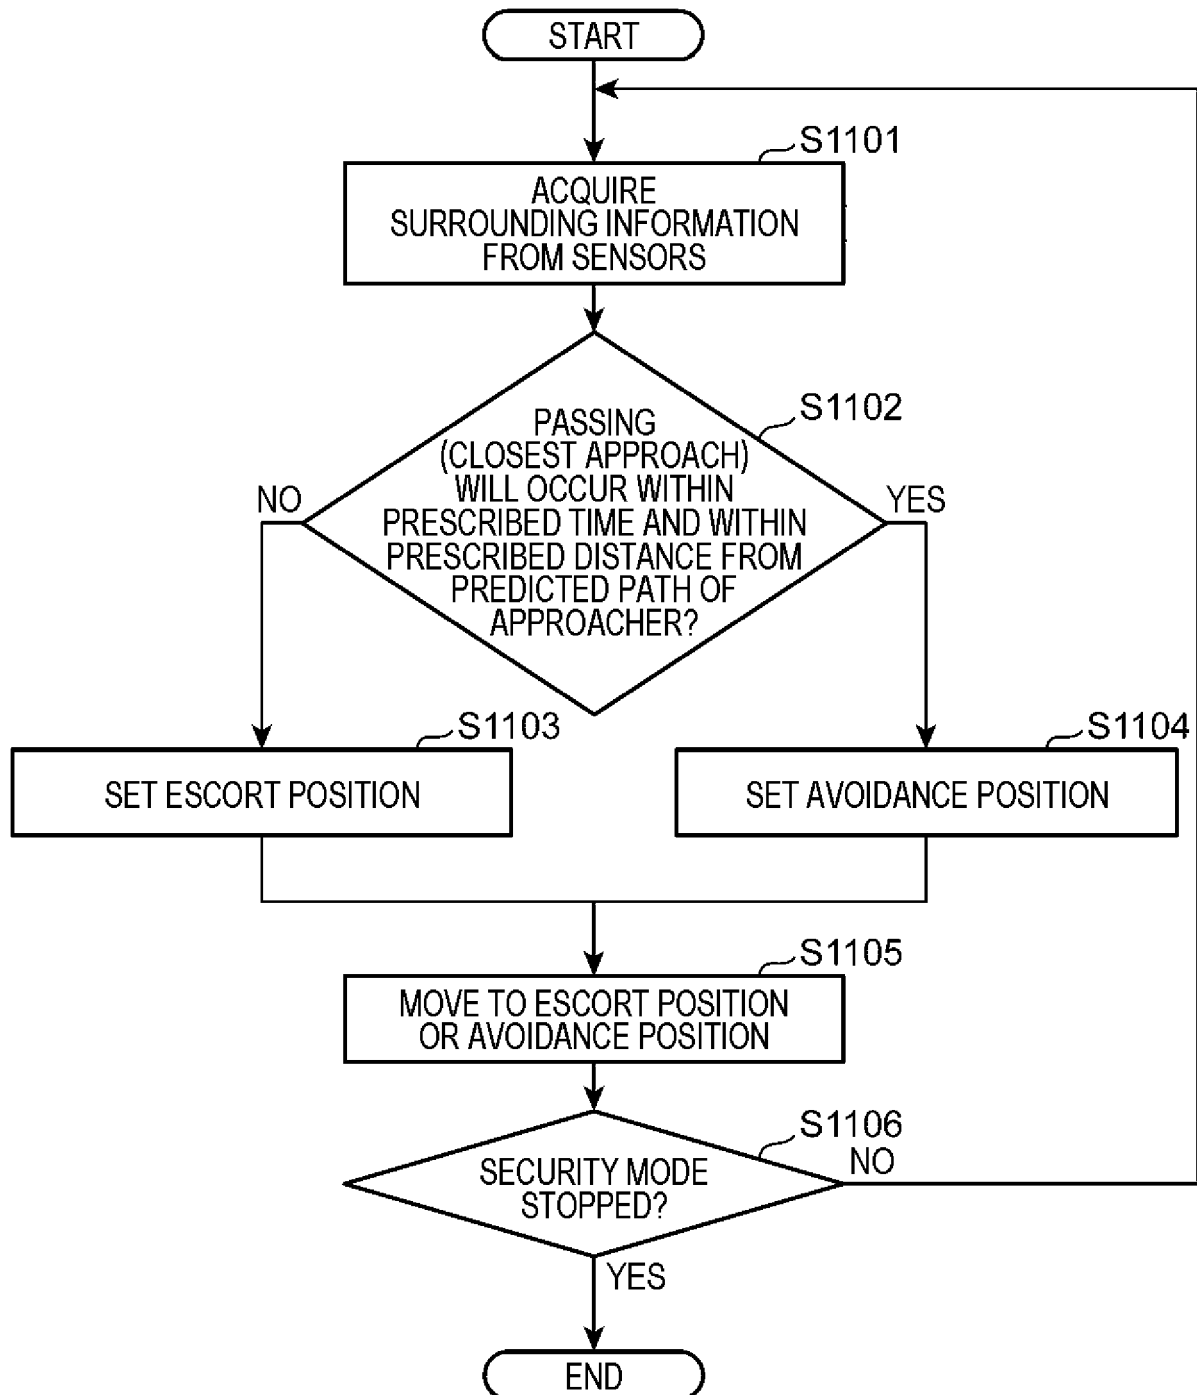 START
S1101
ACQUIRE
SURROUNDING INFORMATION
FROM SENSORS
S1102
PASSING
(CLOSEST APPROACH)
WILL OCCUR WITHIN
PRESCRIBED TIME AND WITHIN
PRESCRIBED DISTANCE FROM
PREDICTED PATH OF
APPROACHER?
NO
YES
S1103
SET ESCORT POSITION
S1104
SET AVOIDANCE POSITION
S1105
MOVE TO ESCORT POSITION
OR AVOIDANCE POSITION
S1106
SECURITY MODE
STOPPED?
NO
YES
END